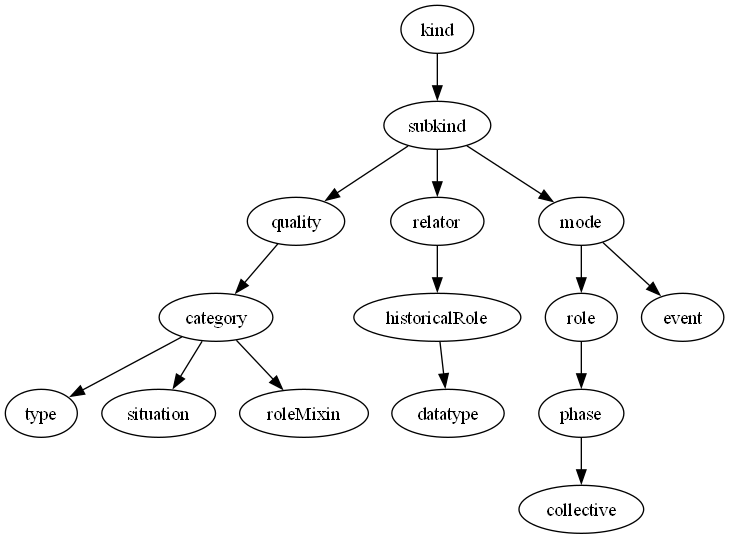 kind
subkind
quality
relator
mode
category
historicalRole
role
event
type
situation
roleMixin
datatype
phase
collective